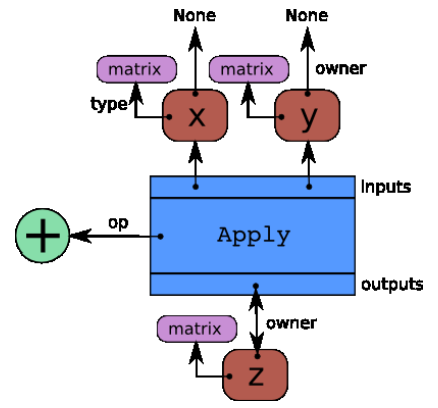 None None
matrix matrix owner
type
x y
inputs
op
+
Apply
outputs
owner
matrix
z